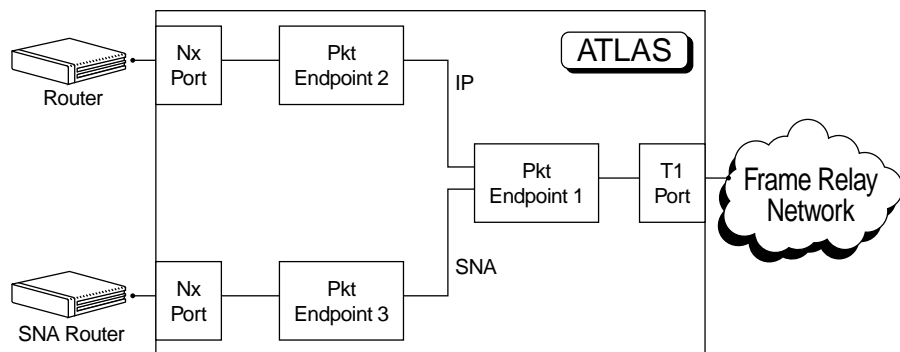 ATLAS
Router
Nx
Port
Pkt
Endpoint 2
IP
Pkt
Endpoint 1
T1
Port
Frame Relay
Network
SNA
SNA Router
Nx
Port
Pkt
Endpoint 3